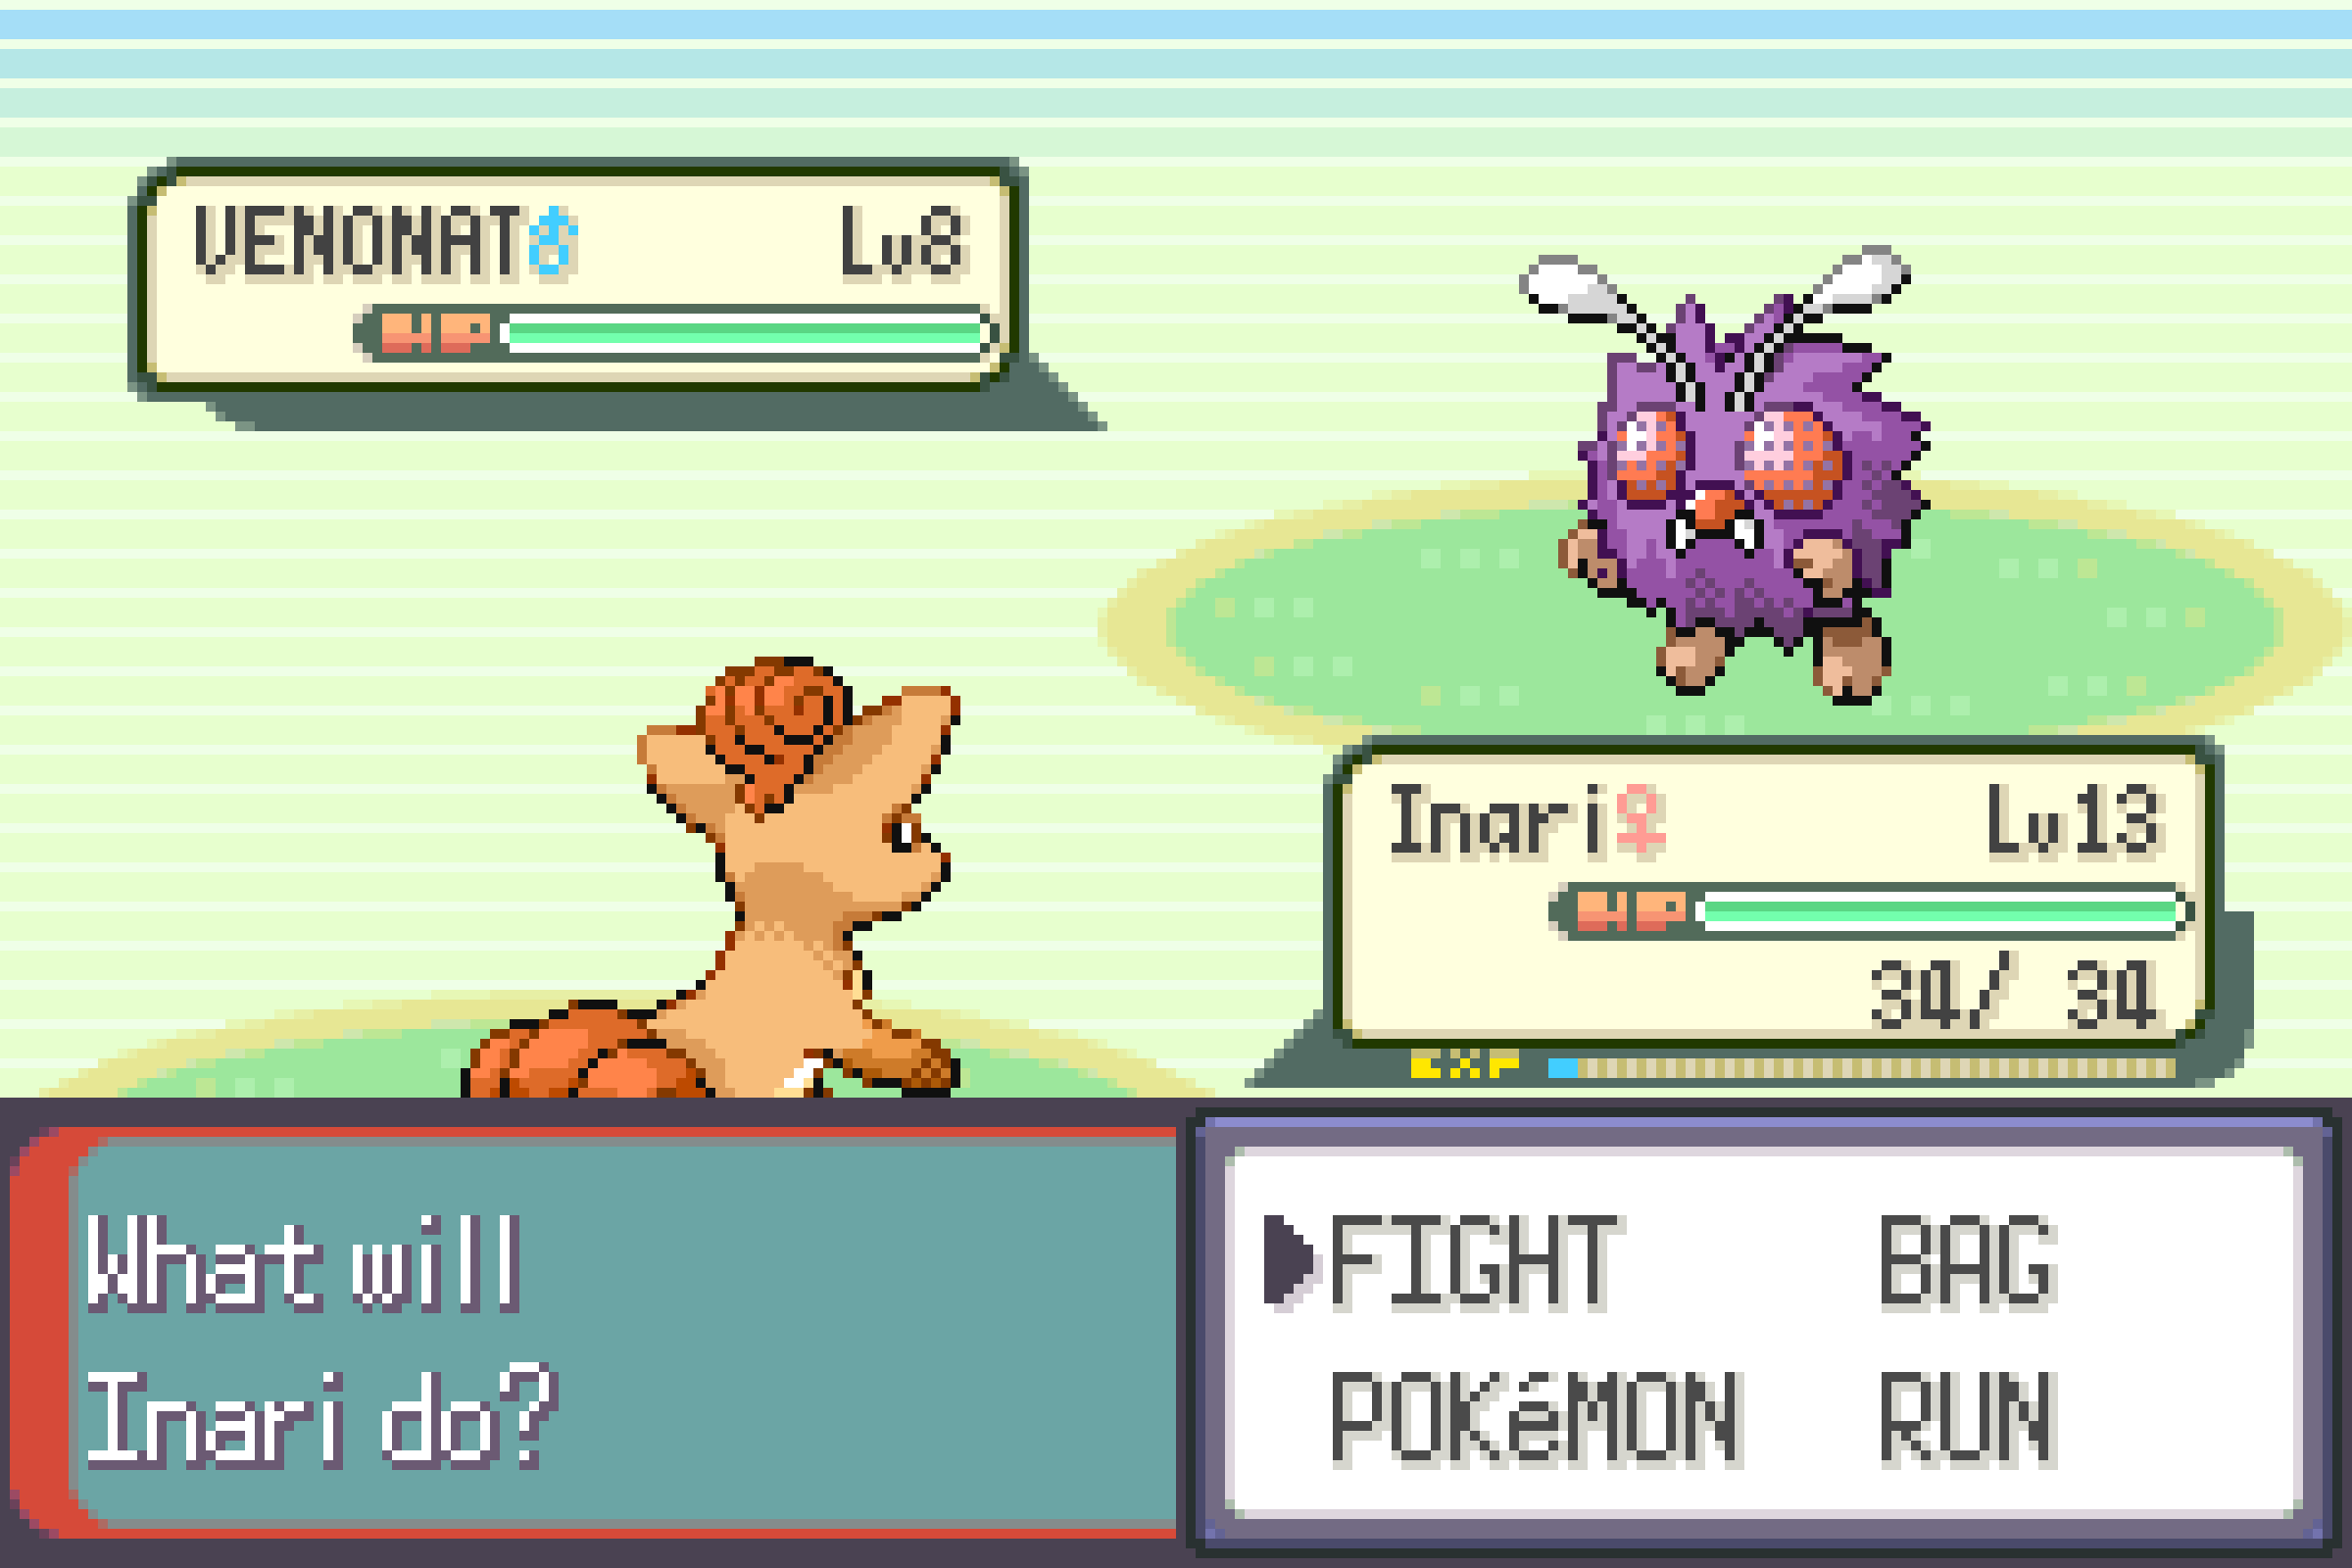 VENONAT♂ Lv8
HP
Inari♀ Lv13
HP
34/ 34
EXP
What will
Inari do?
FIGHT BAG
POKéMON RUN